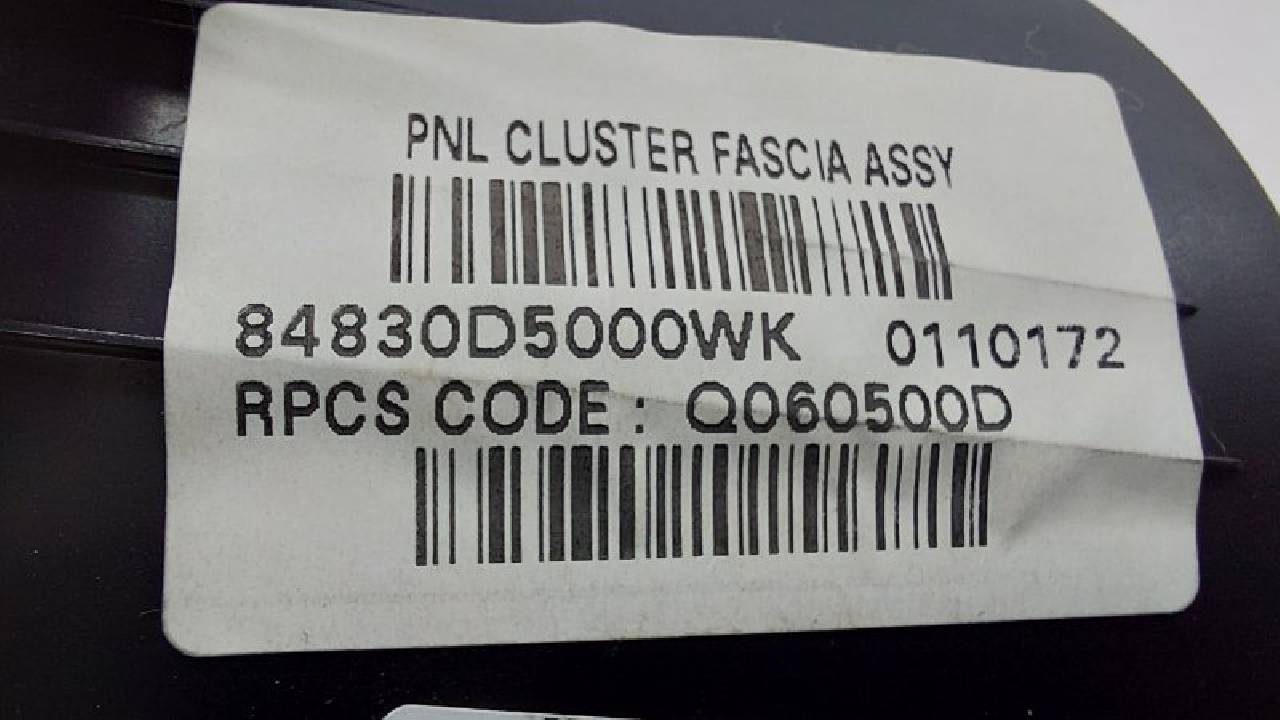 PNL CLUSTER FASCIA ASSY
84830D5000WK 0110172
RPCS CODE : Q060500D